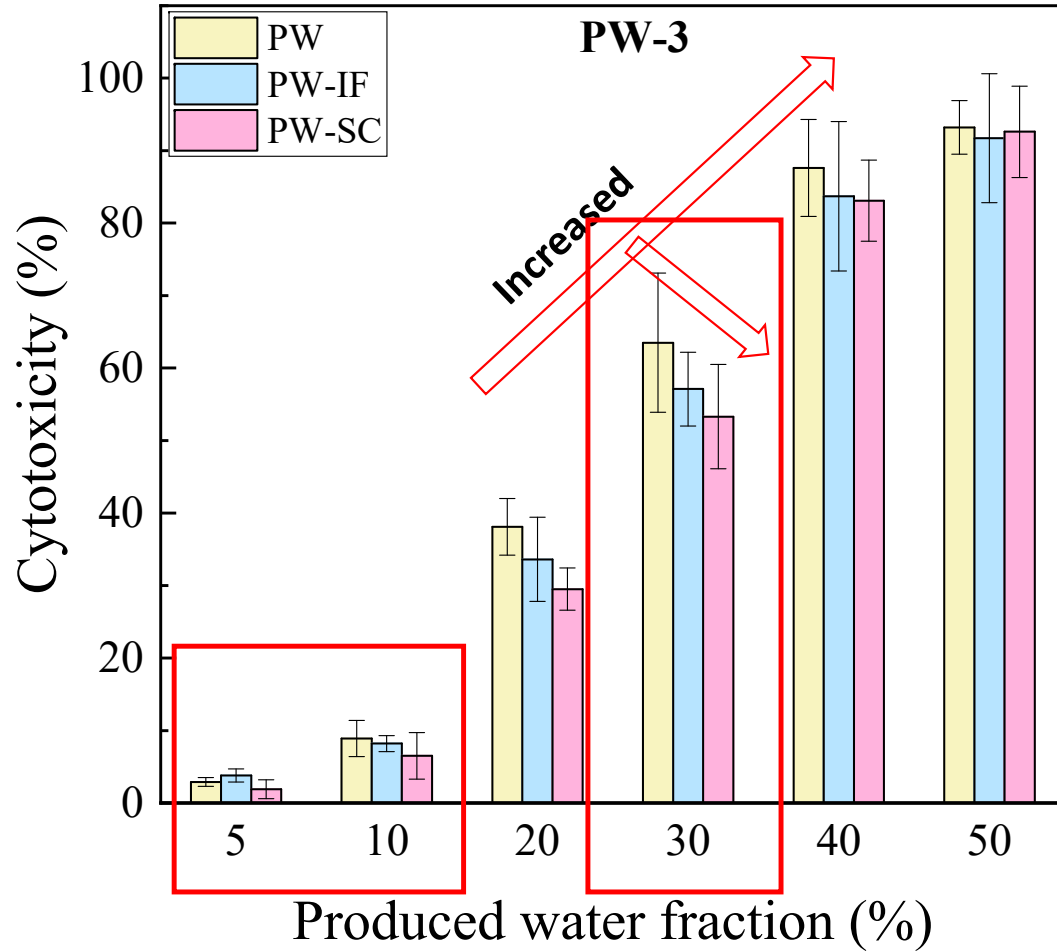 PW
PW-IF
PW-SC
PW-3
Increased
Cytotoxicity (%)
100
80
60
40
20
0
5 10 20 30 40 50
Produced water fraction (%)